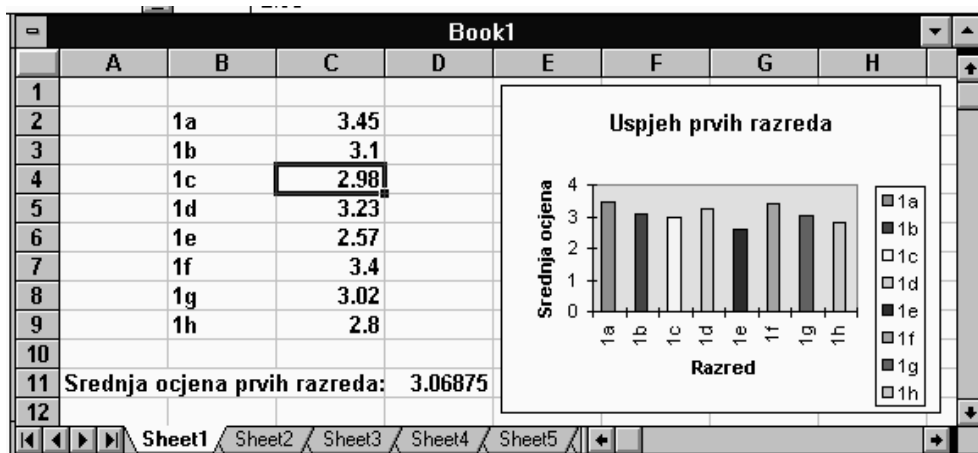 Book1
A B C D E F G H
1
2 1a 3.45
3 1b 3.1
4 1c 2.98
5 1d 3.23
6 1e 2.57
7 1f 3.4
8 1g 3.02
9 1h 2.8
10
11 Srednja ocjena prvih razreda: 3.06875
12
Uspjeh prvih razreda
Srednja ocjena
4
3
2
1
0
1a 1b 1c 1d 1e 1f 1g 1h
Razred
1a
1b
1c
1d
1e
1f
1g
1h
Sheet1 Sheet2 Sheet3 Sheet4 Sheet5